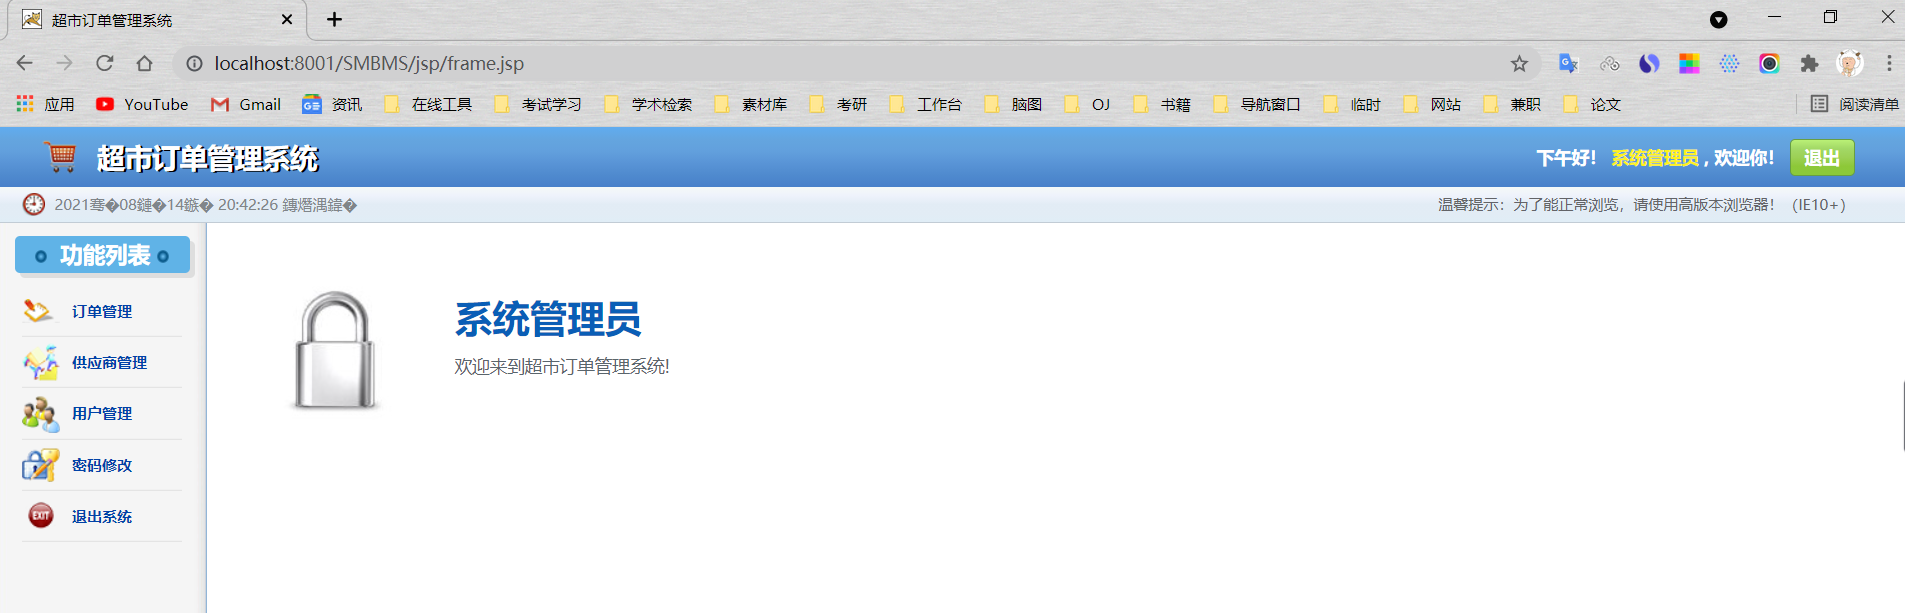 超市订单管理系统
localhost:8001/SMBMS/jsp/frame.jsp
应用 YouTube Gmail 资讯 在线工具 考试学习 学术检索 素材库 考研 工作台 脑图 OJ 书籍 导航窗口 临时 网站 兼职 论文 阅读清单
超市订单管理系统 下午好! 系统管理员 , 欢迎你! 退出
2021骞�08鏈�14鏃� 20:42:26 鏄熸湡鍏� 温馨提示：为了能正常浏览，请使用高版本浏览器！（IE10+）
功能列表
订单管理
供应商管理
用户管理
密码修改
EXIT 退出系统
系统管理员
欢迎来到超市订单管理系统!